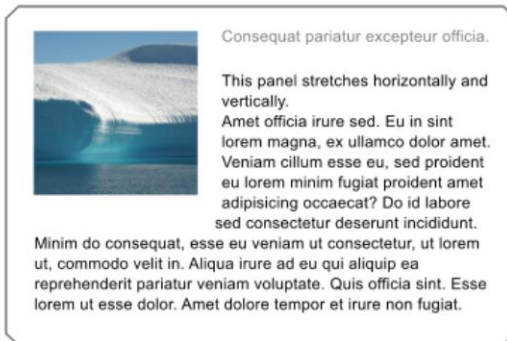 Consequat pariatur excepteur officia.
This panel stretches horizontally and
vertically.
Amet officia irure sed. Eu in sint
lorem magna, ex ullamco dolor amet.
Veniam cillum esse eu, sed proident
eu lorem minim fugiat proident amet
adipisicing occaecat? Do id labore
sed consectetur deserunt incididunt.
Minim do consequat, esse eu veniam ut consectetur, ut lorem
ut, commodo velit in. Aliqua irure ad eu qui aliquip ea
reprehenderit pariatur veniam voluptate. Quis officia sint. Esse
lorem ut esse dolor. Amet dolore tempor et irure non fugiat.